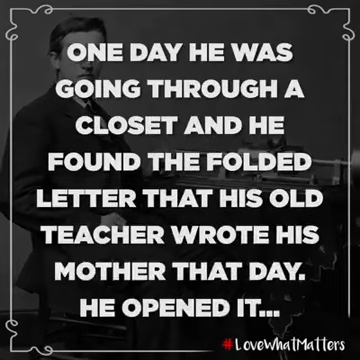 ONE DAY HE WAS
GOING THROUGH A
CLOSET AND HE
FOUND THE FOLDED
LETTER THAT HIS OLD
TEACHER WROTE HIS
MOTHER THAT DAY.
HE OPENED IT...
#LoveWhatMatters